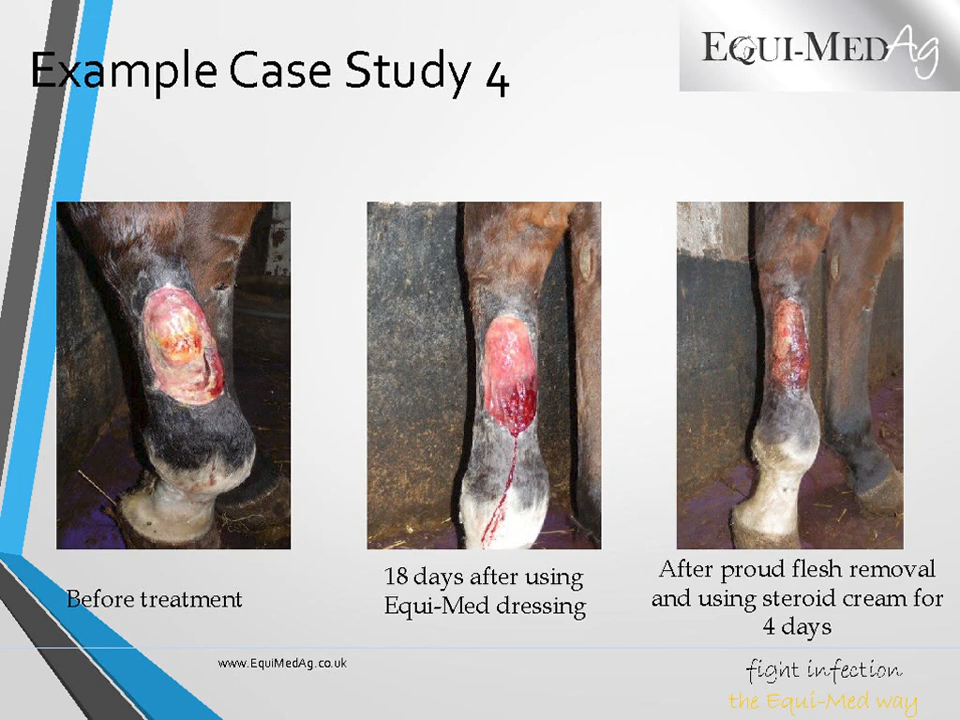 Example Case Study 4
EQUI-MEDAg
Before treatment
18 days after using
Equi-Med dressing
After proud flesh removal
and using steroid cream for
4 days
www.EquiMedAg.co.uk
fight infection
the Equi-Med way